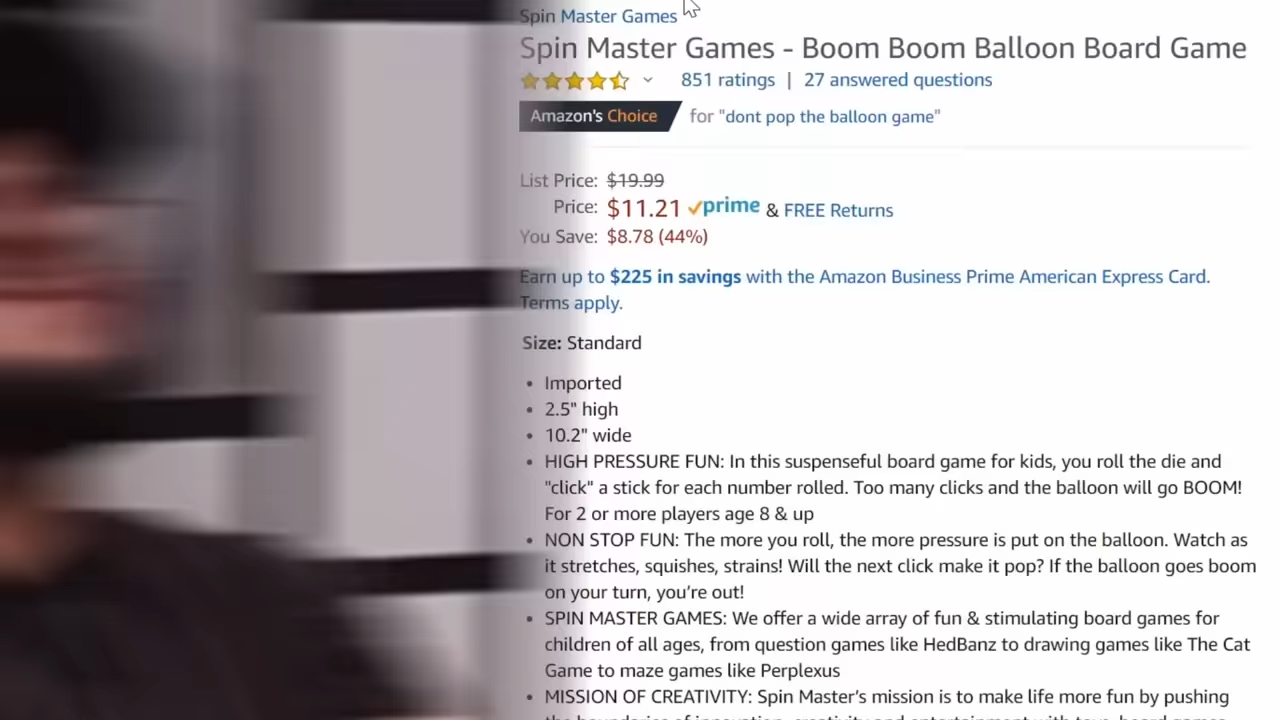 Spin Master Games
Spin Master Games - Boom Boom Balloon Board Game
851 ratings | 27 answered questions
Amazon's Choice for "dont pop the balloon game"
List Price: $19.99
Price: $11.21 prime & FREE Returns
You Save: $8.78 (44%)
Earn up to $225 in savings with the Amazon Business Prime American Express Card.
Terms apply.
Size: Standard
• Imported
• 2.5" high
• 10.2" wide
• HIGH PRESSURE FUN: In this suspenseful board game for kids, you roll the die and
"click" a stick for each number rolled. Too many clicks and the balloon will go BOOM!
For 2 or more players age 8 & up
• NON STOP FUN: The more you roll, the more pressure is put on the balloon. Watch as
it stretches, squishes, strains! Will the next click make it pop? If the balloon goes boom
on your turn, you're out!
• SPIN MASTER GAMES: We offer a wide array of fun & stimulating board games for
children of all ages, from question games like HedBanz to drawing games like The Cat
Game to maze games like Perplexus
• MISSION OF CREATIVITY: Spin Master's mission is to make life more fun by pushing